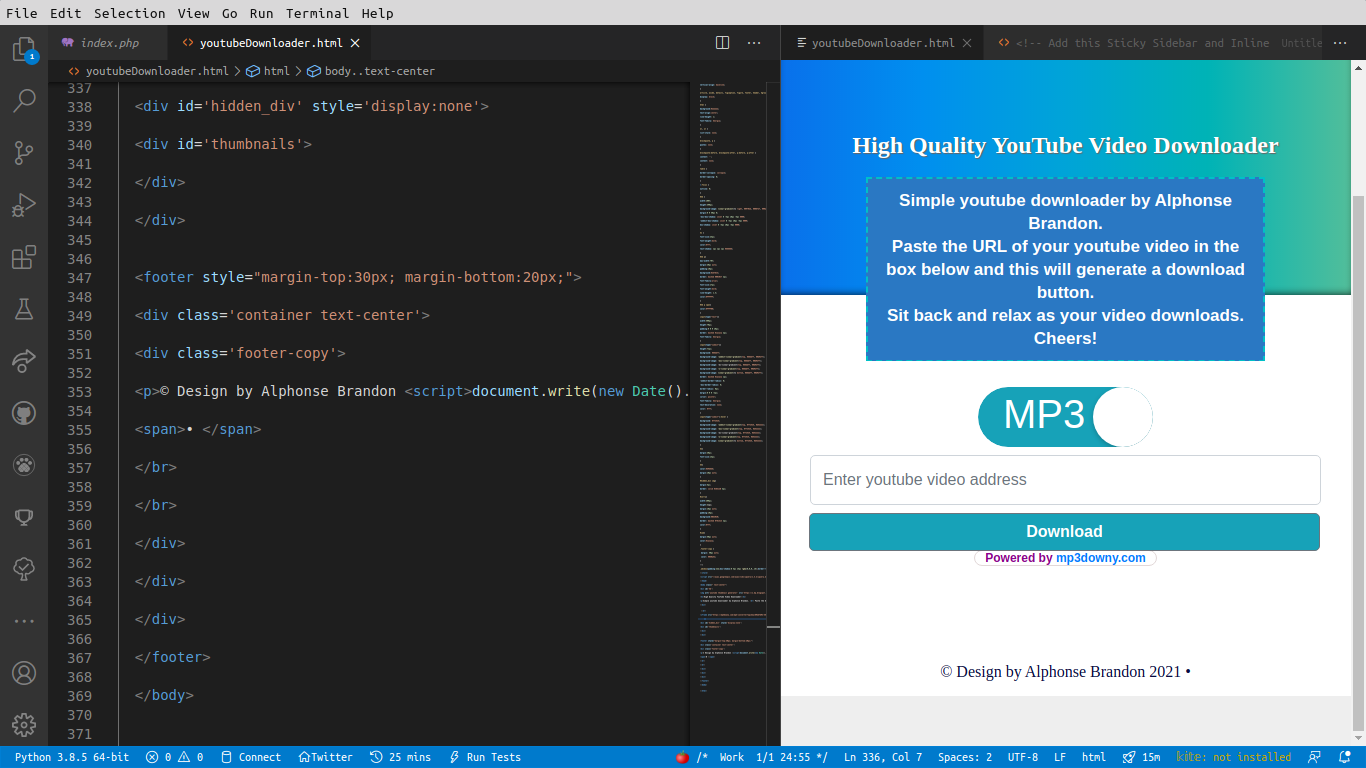 File Edit Selection View Go Run Terminal Help
index.php
youtubeDownloader.html
youtubeDownloader.html
<!-- Add this Sticky Sidebar and Inline Untitle
1
youtubeDownloader.html > html > body..text-center
337
338 <div id='hidden_div' style='display:none'>
339
340 <div id='thumbnails'>
341
342 </div>
343
344 </div>
345
346
347 <footer style="margin-top:30px; margin-bottom:20px;">
348
349 <div class='container text-center'>
350
351 <div class='footer-copy'>
352
353 <p>© Design by Alphonse Brandon <script>document.write(new Date().
354
355 <span>• </span>
356
357 </br>
358
359 </br>
360
361 </div>
362
363 </div>
364
365 </div>
366
367 </footer>
368
369 </body>
370
371
High Quality YouTube Video Downloader
Simple youtube downloader by Alphonse
Brandon.
Paste the URL of your youtube video in the
box below and this will generate a download
button.
Sit back and relax as your video downloads.
Cheers!
MP3
Enter youtube video address
Download
Powered by mp3downy.com
© Design by Alphonse Brandon 2021 •
Python 3.8.5 64-bit 0 0 Connect Twitter 25 mins Run Tests /* Work 1/1 24:55 */ Ln 336, Col 7 Spaces: 2 UTF-8 LF html 15m kite: not installed